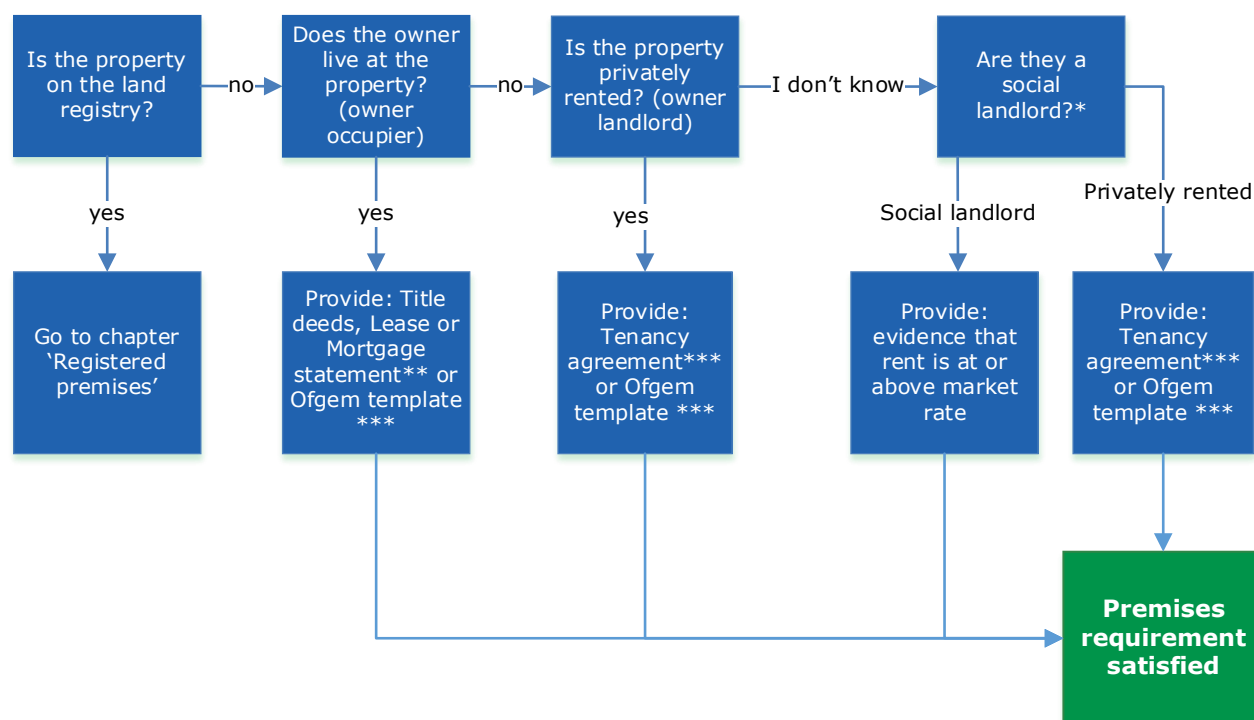 Is the property
on the land
registry?
no
Does the owner
live at the
property?
(owner
occupier)
no
Is the property
privately
rented? (owner
landlord)
I don’t know
Are they a
social
landlord?*
yes
yes
yes
Social landlord
Privately rented
Go to chapter
‘Registered
premises’
Provide: Title
deeds, Lease or
Mortgage
statement** or
Ofgem template
***
Provide:
Tenancy
agreement***
or Ofgem
template ***
Provide:
evidence that
rent is at or
above market
rate
Provide:
Tenancy
agreement***
or Ofgem
template ***
Premises
requirement
satisfied